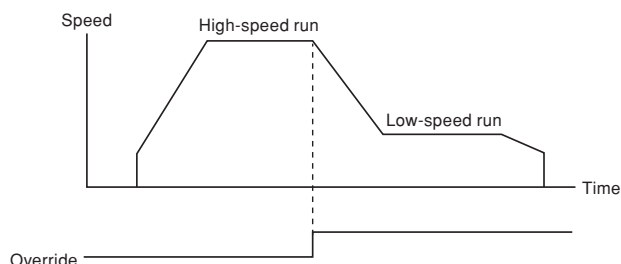 Speed
High-speed run
Low-speed run
Time
Override